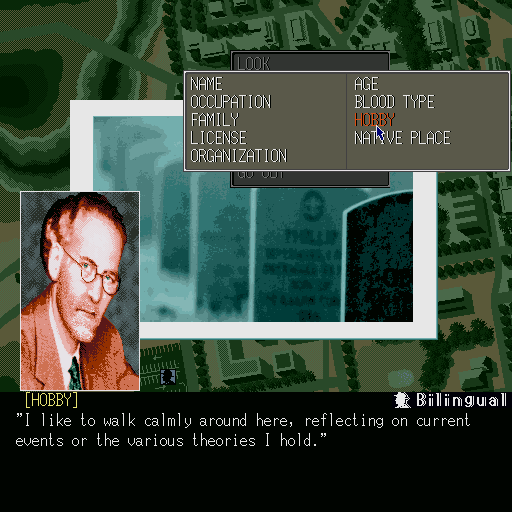 LOOK
NAME
OCCUPATION
FAMILY
LICENSE
ORGANIZATION
AGE
BLOOD TYPE
HOBBY
NATIVE PLACE
GO OUT
PHILLIP
[HOBBY]
Bilingual
"I like to walk calmly around here, reflecting on current
events or the various theories I hold."